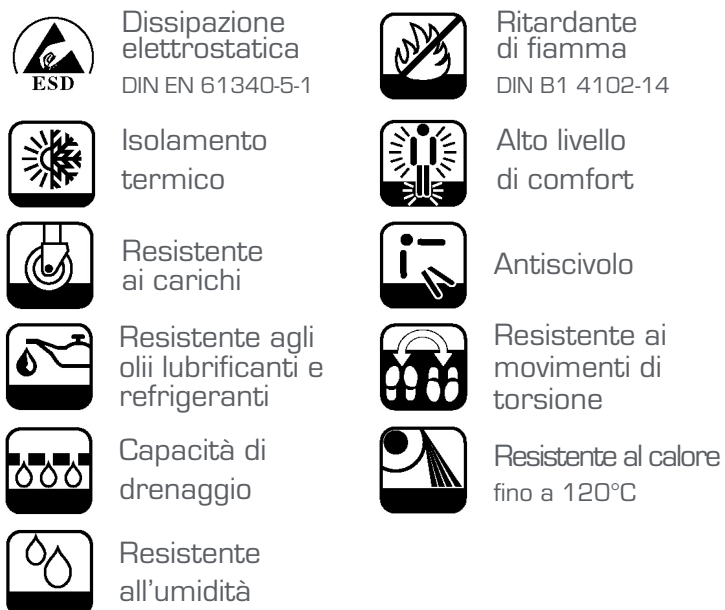 ESD
Dissipazione
elettrostatica
DIN EN 61340-5-1
Ritardante
di fiamma
DIN B1 4102-14
Isolamento
termico
Alto livello
di comfort
Resistente
ai carichi
Antiscivolo
Resistente agli
olii lubrificanti e
refrigeranti
Resistente ai
movimenti di
torsione
Capacità di
drenaggio
Resistente al calore
fino a 120°C
Resistente
all'umidità